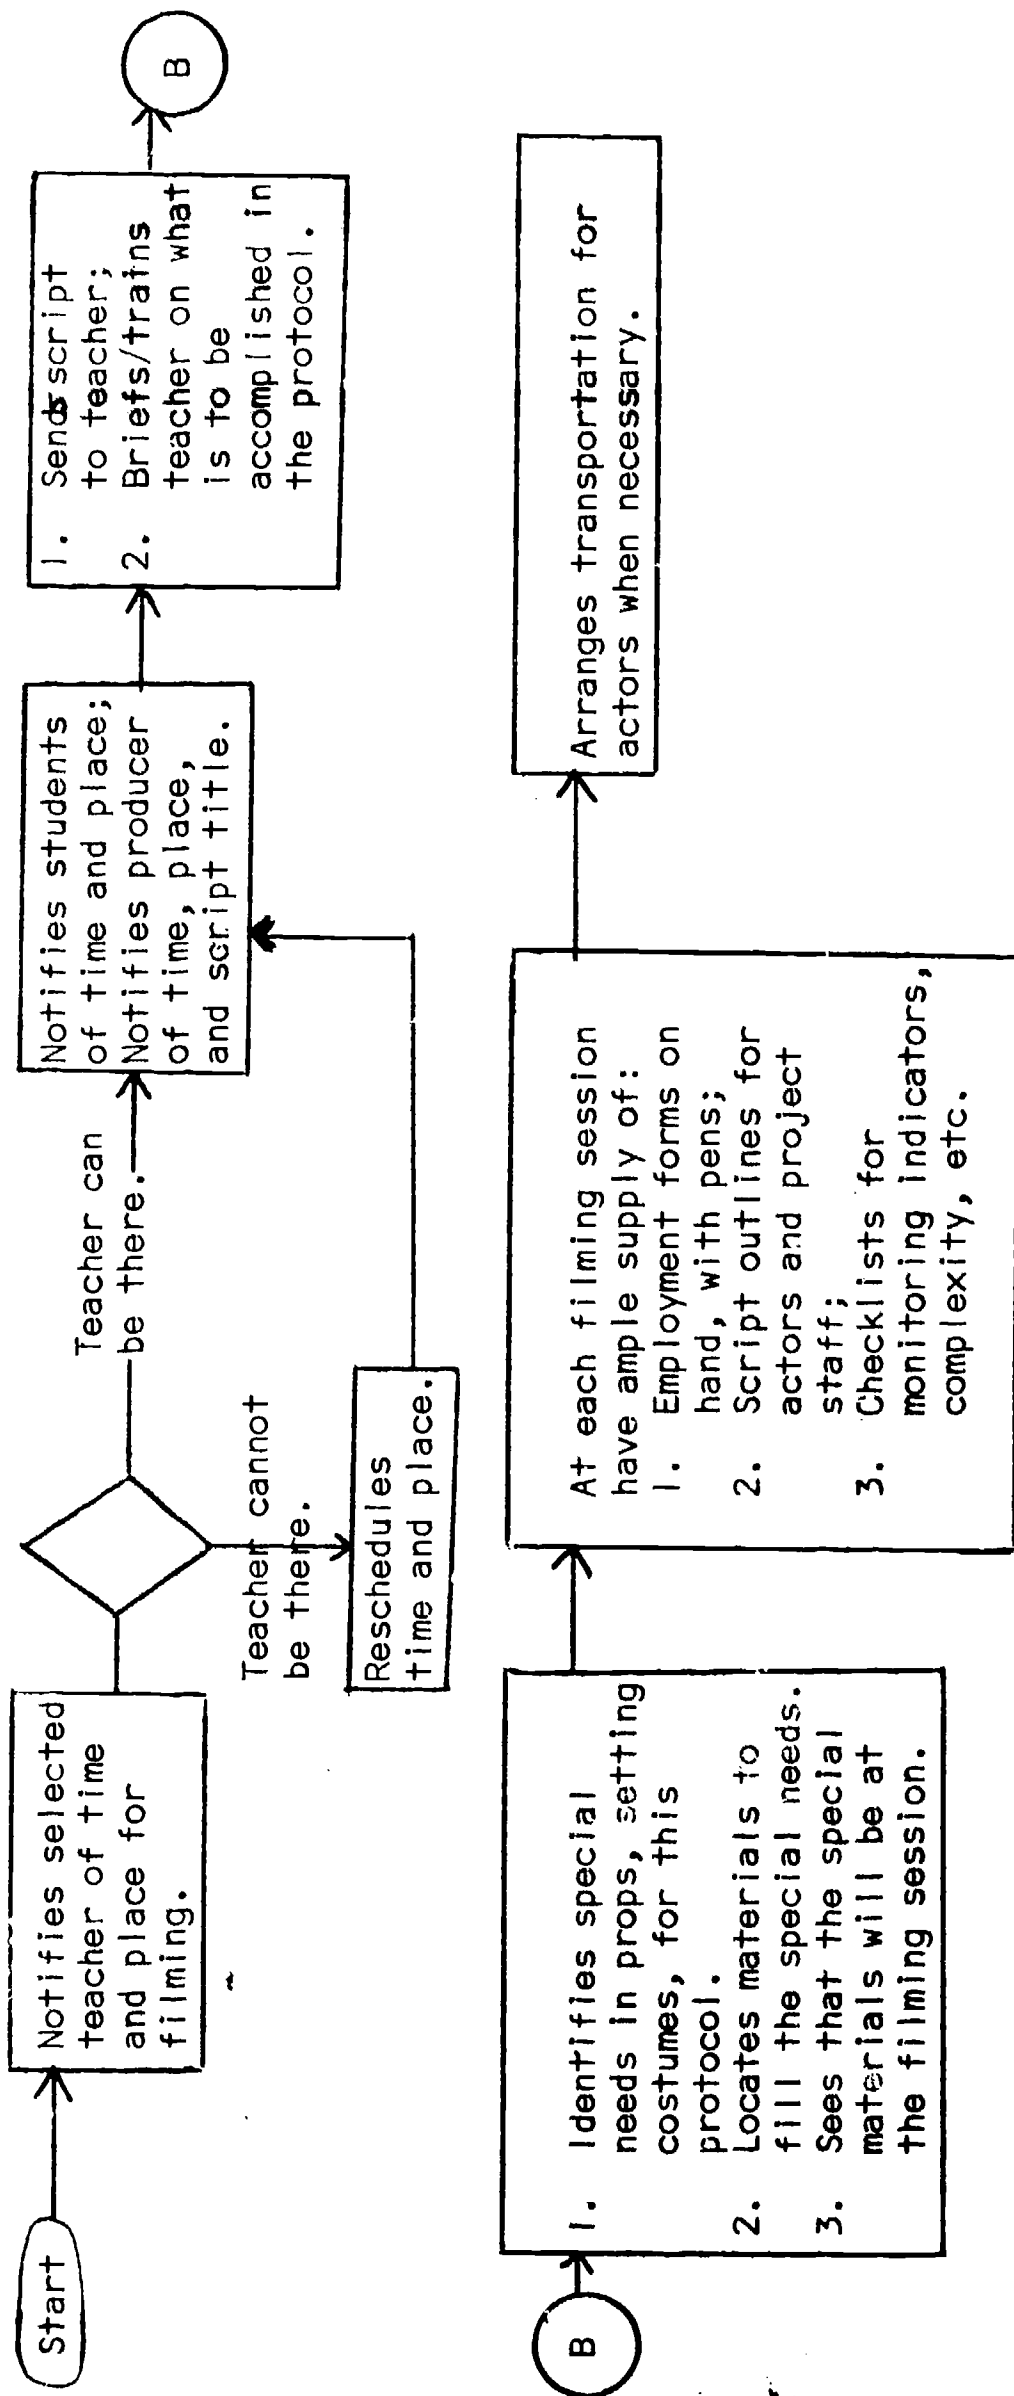 Start
Notifies selected
teacher of time
and place for
filming.
Teacher can
be there.
Teacher cannot
be there.
Reschedules
time and place.
Notifies students
of time and place;
Notifies producer
of time, place,
and script title.
1. Sends script
to teacher;
2. Briefs/trains
teacher on what
is to be
accomplished in
the protocol.
B
B
1. Identifies special
needs in props, setting
costumes, for this
protocol.
2. Locates materials to
fill the special needs.
3. Sees that the special
materials will be at
the filming session.
At each filming session
have ample supply of:
1. Employment forms on
hand, with pens;
2. Script outlines for
actors and project
staff;
3. Checklists for
monitoring indicators,
complexity, etc.
Arranges transportation for
actors when necessary.